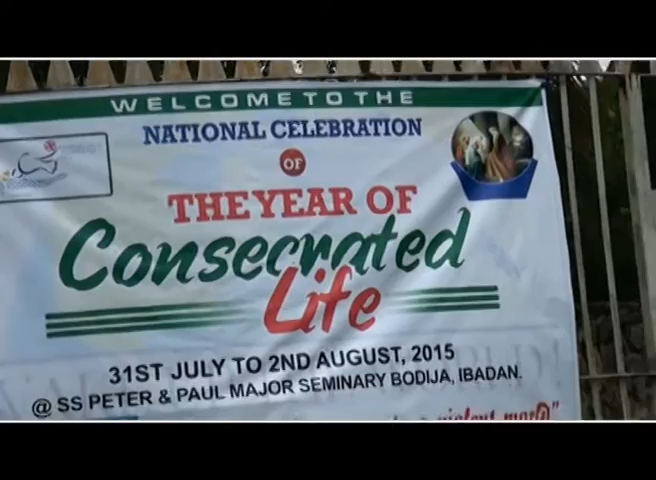 WELCOME TO THE
NATIONAL CELEBRATION
OF
THE YEAR OF
Consecrated
Life
31ST JULY TO 2ND AUGUST, 2015
@ SS PETER & PAUL MAJOR SEMINARY BODIJA, IBADAN.